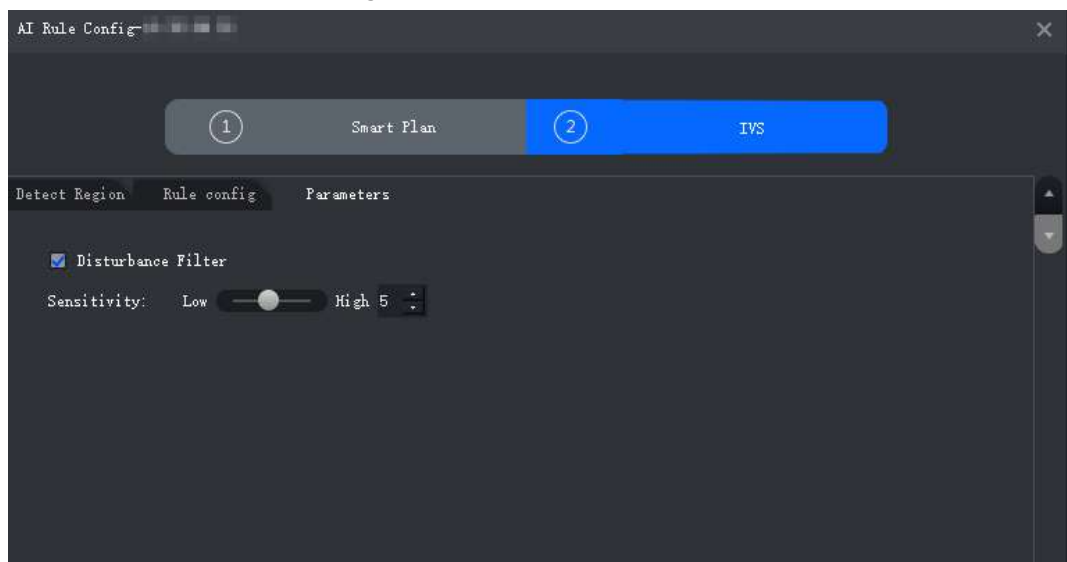 AI Rule Config-
1 Smart Plan 2 IVS
Detect Region Rule config Parameters
Disturbance Filter
Sensitivity: Low High 5